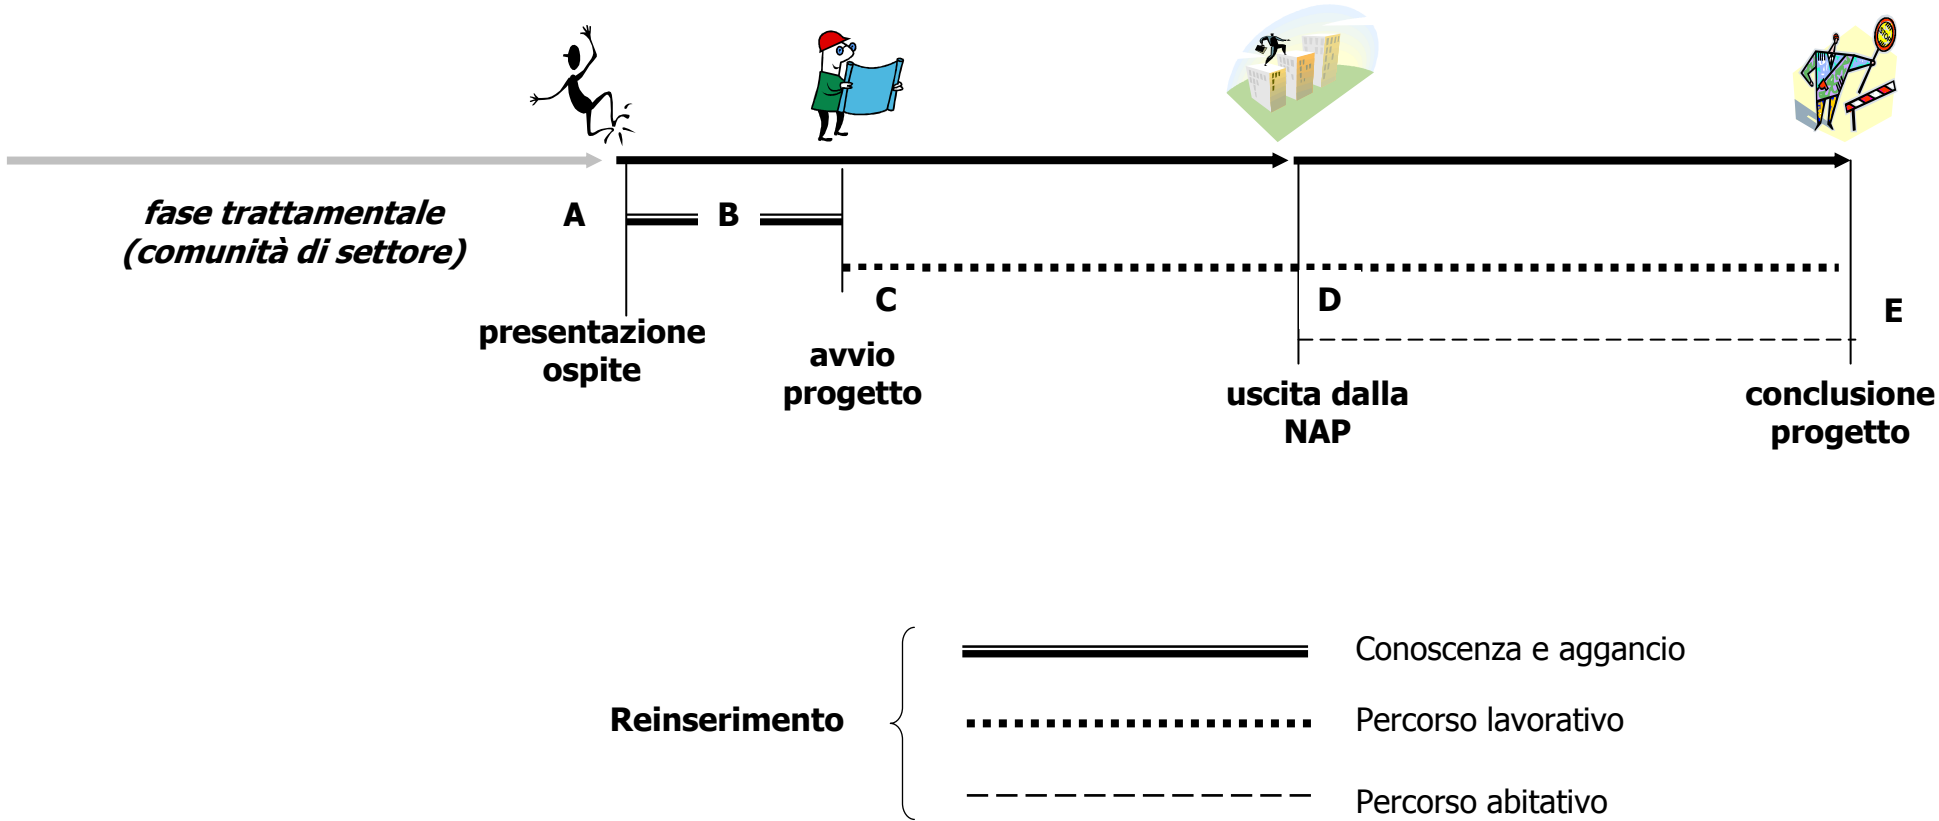 fase trattamentale
(comunità di settore)
A
B
C
D
E
presentazione
ospite
avvio
progetto
uscita dalla
NAP
conclusione
progetto
Reinserimento
Conoscenza e aggancio
Percorso lavorativo
Percorso abitativo
STOP